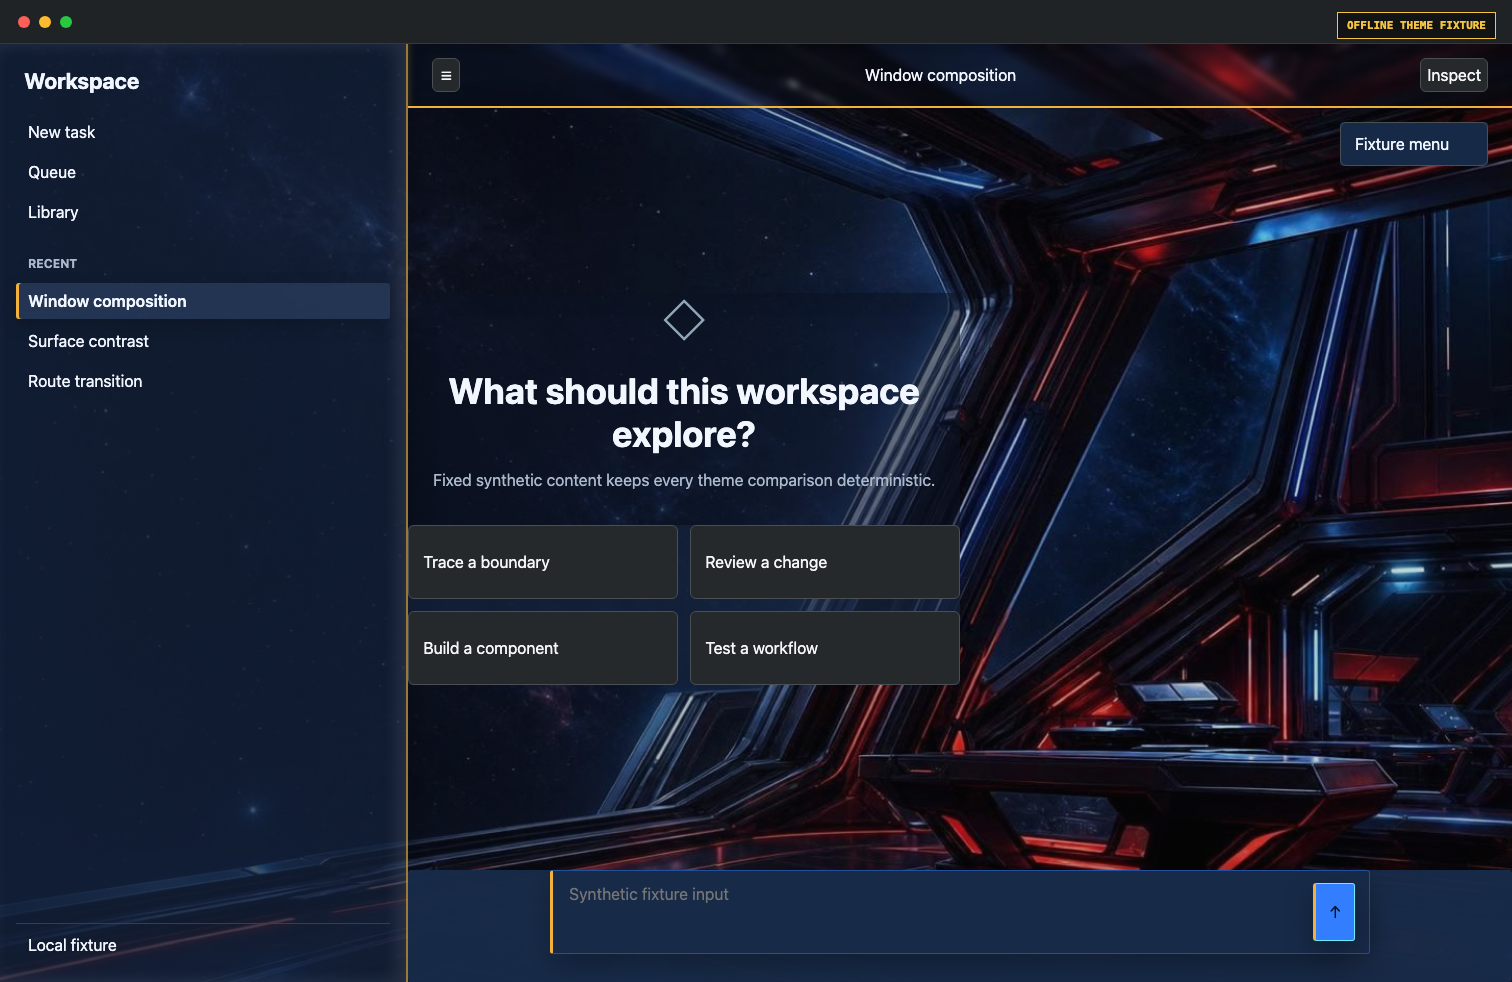 OFFLINE THEME FIXTURE
Workspace
New task
Queue
Library
RECENT
Window composition
Surface contrast
Route transition
Local fixture
Window composition
Inspect
Fixture menu
What should this workspace
explore?
Fixed synthetic content keeps every theme comparison deterministic.
Trace a boundary
Review a change
Build a component
Test a workflow
Synthetic fixture input